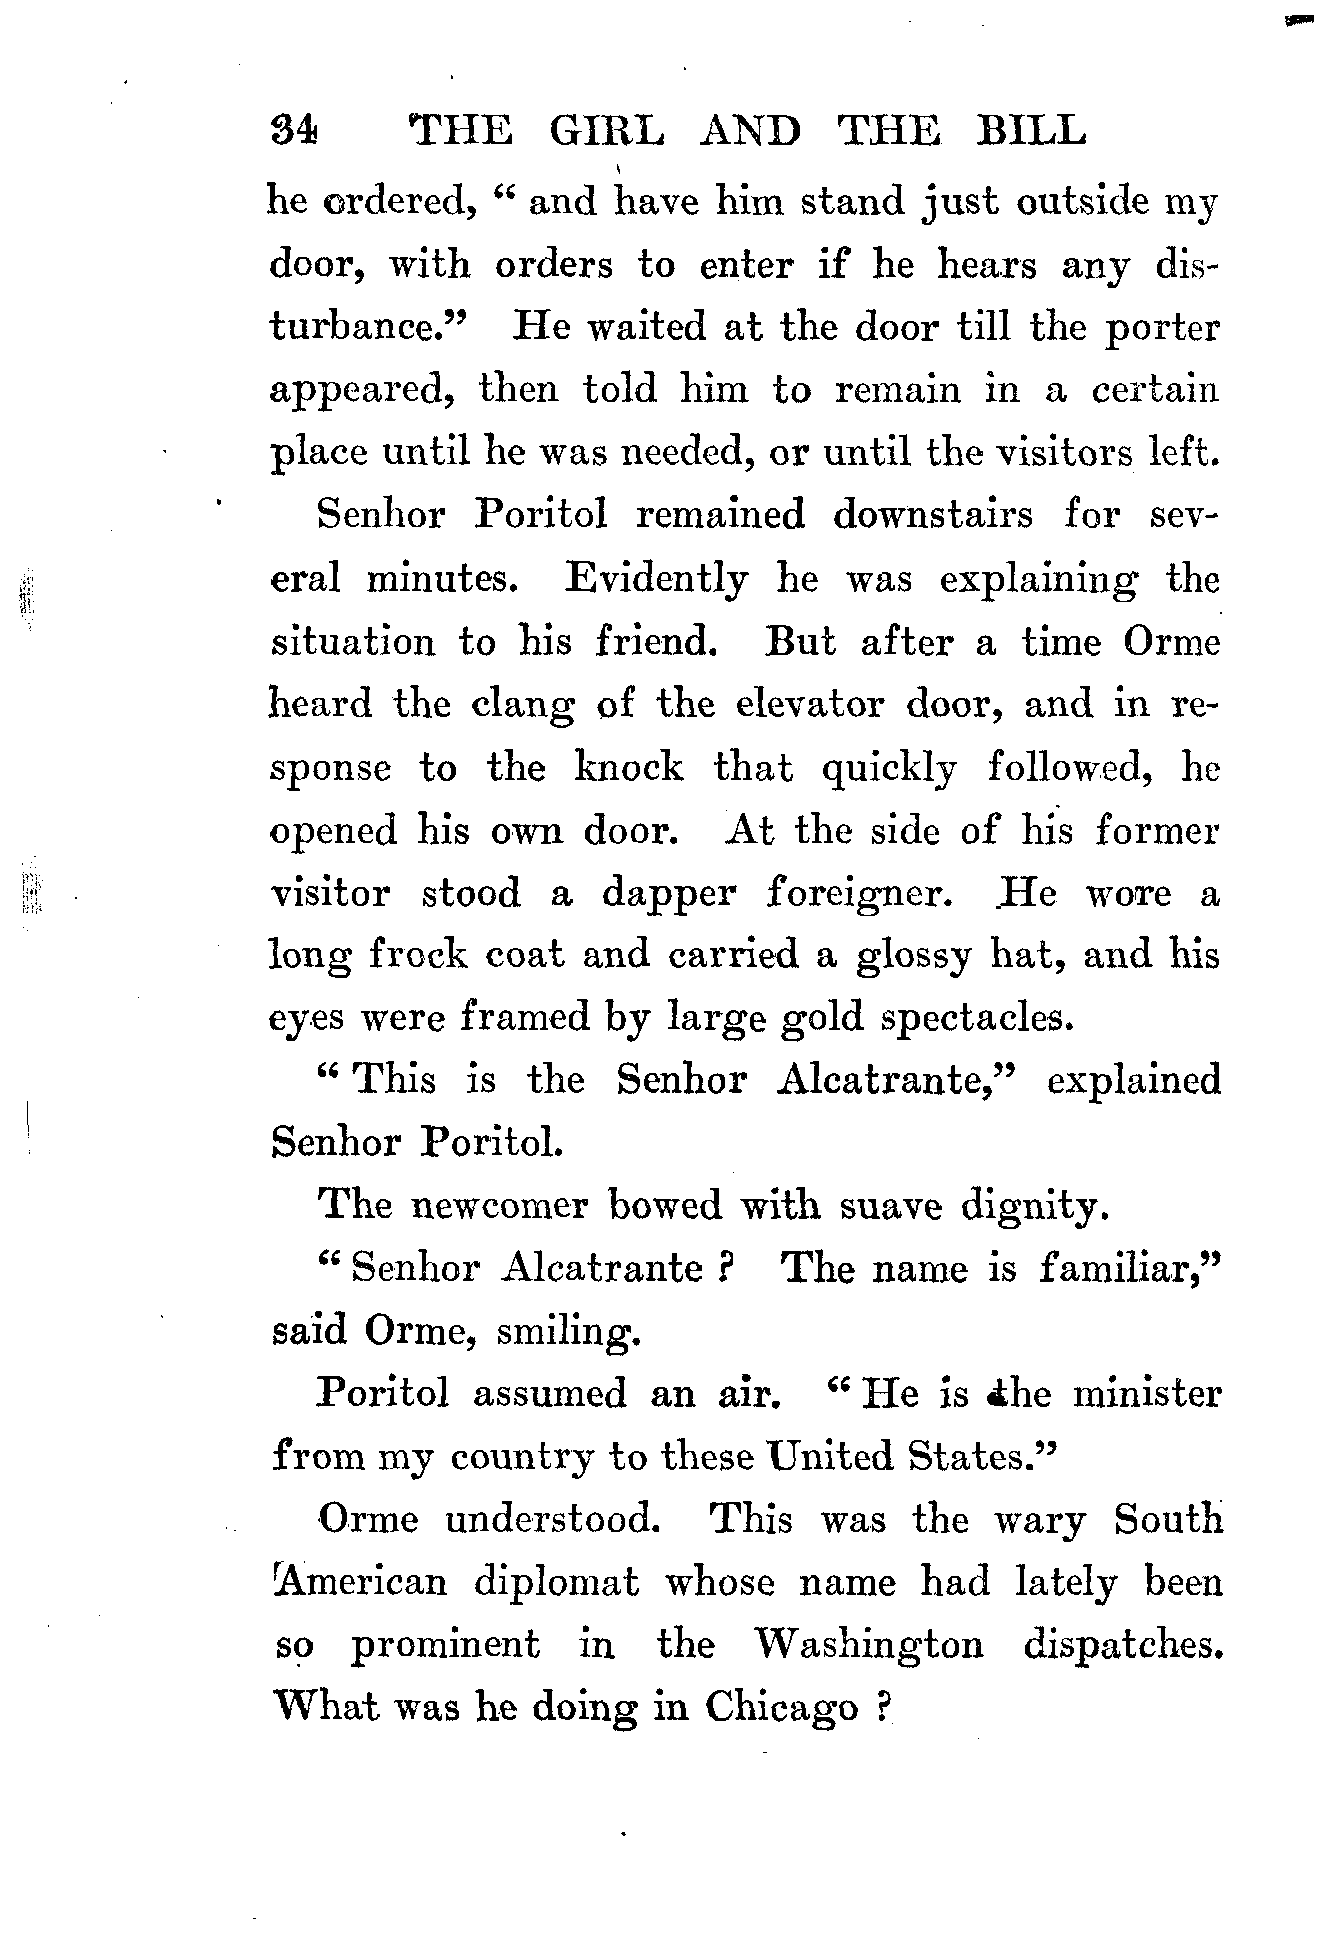 34 THE GIRL AND THE BILL
he ordered, “ and have him stand just outside my
door, with orders to enter if he hears any dis-
turbance.” He waited at the door till the porter
appeared, then told him to remain in a certain
place until he was needed, or until the visitors left.
Senhor Poritol remained downstairs for sev-
eral minutes. Evidently he was explaining the
situation to his friend. But after a time Orme
heard the clang of the elevator door, and in re-
sponse to the knock that quickly followed, he
opened his own door. At the side of his former
visitor stood a dapper foreigner. He wore a
long frock coat and carried a glossy hat, and his
eyes were framed by large gold spectacles.
“ This is the Senhor Alcatrante,” explained
Senhor Poritol.
The newcomer bowed with suave dignity.
“ Senhor Alcatrante ? The name is familiar,”
said Orme, smiling.
Poritol assumed an air. “ He is the minister
from my country to these United States.”
Orme understood. This was the wary South
American diplomat whose name had lately been
so prominent in the Washington dispatches.
What was he doing in Chicago ?